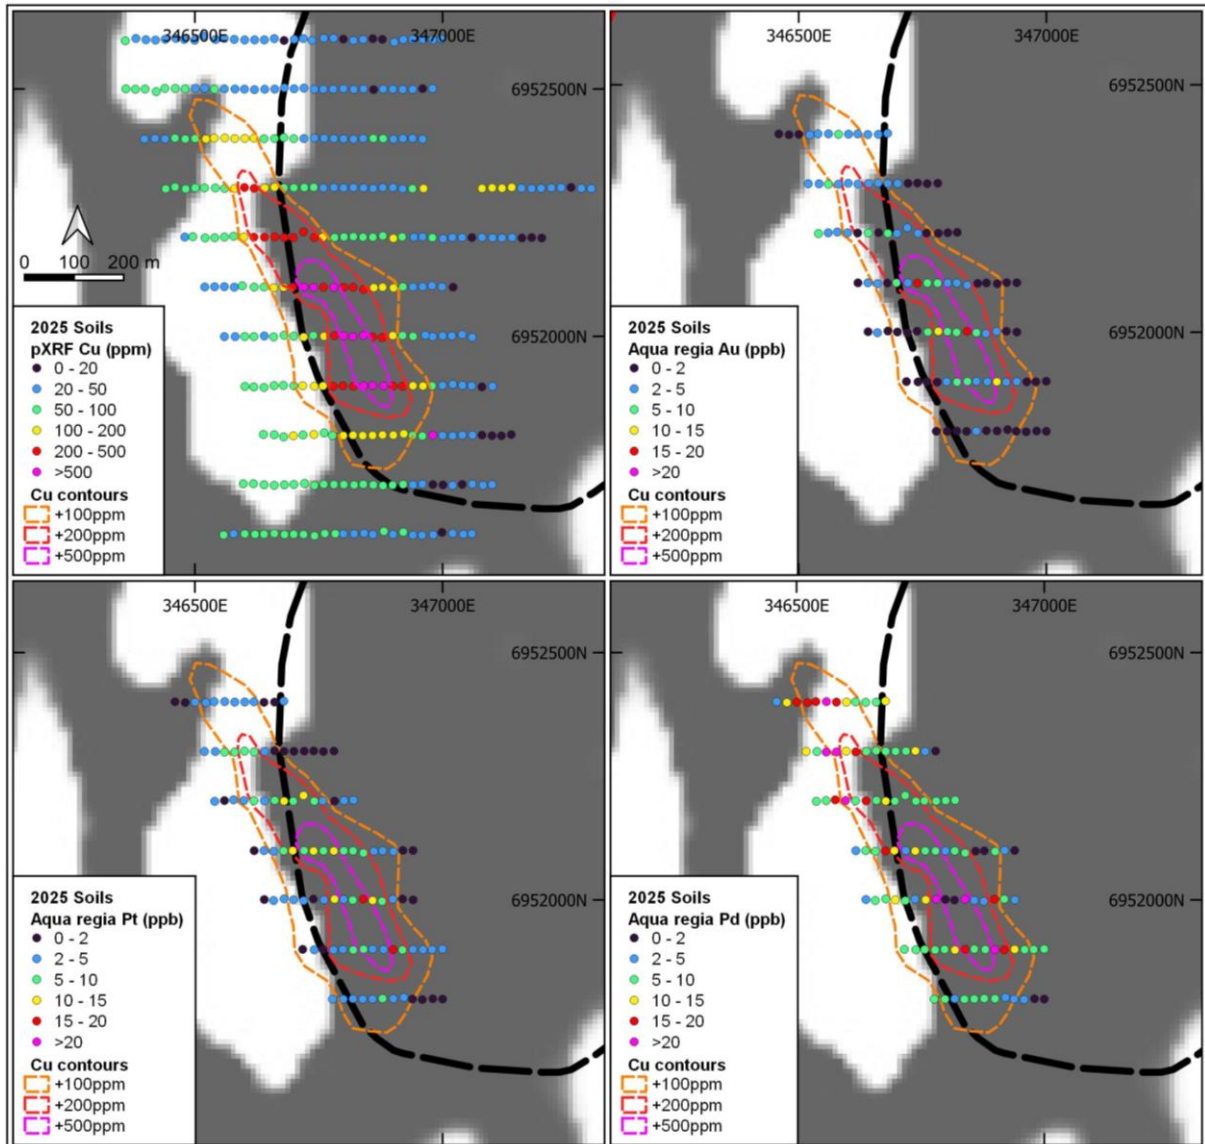 346500E
347000E
6952500N
6952000N
0 100 200 m
2025 Soils
pXRF Cu (ppm)
0 - 20
20 - 50
50 - 100
100 - 200
200 - 500
>500
Cu contours
+100ppm
+200ppm
+500ppm
346500E
347000E
6952500N
6952000N
2025 Soils
Aqua regia Au (ppb)
0 - 2
2 - 5
5 - 10
10 - 15
15 - 20
>20
Cu contours
+100ppm
+200ppm
+500ppm
346500E
347000E
6952500N
6952000N
2025 Soils
Aqua regia Pt (ppb)
0 - 2
2 - 5
5 - 10
10 - 15
15 - 20
>20
Cu contours
+100ppm
+200ppm
+500ppm
346500E
347000E
6952500N
6952000N
2025 Soils
Aqua regia Pd (ppb)
0 - 2
2 - 5
5 - 10
10 - 15
15 - 20
>20
Cu contours
+100ppm
+200ppm
+500ppm